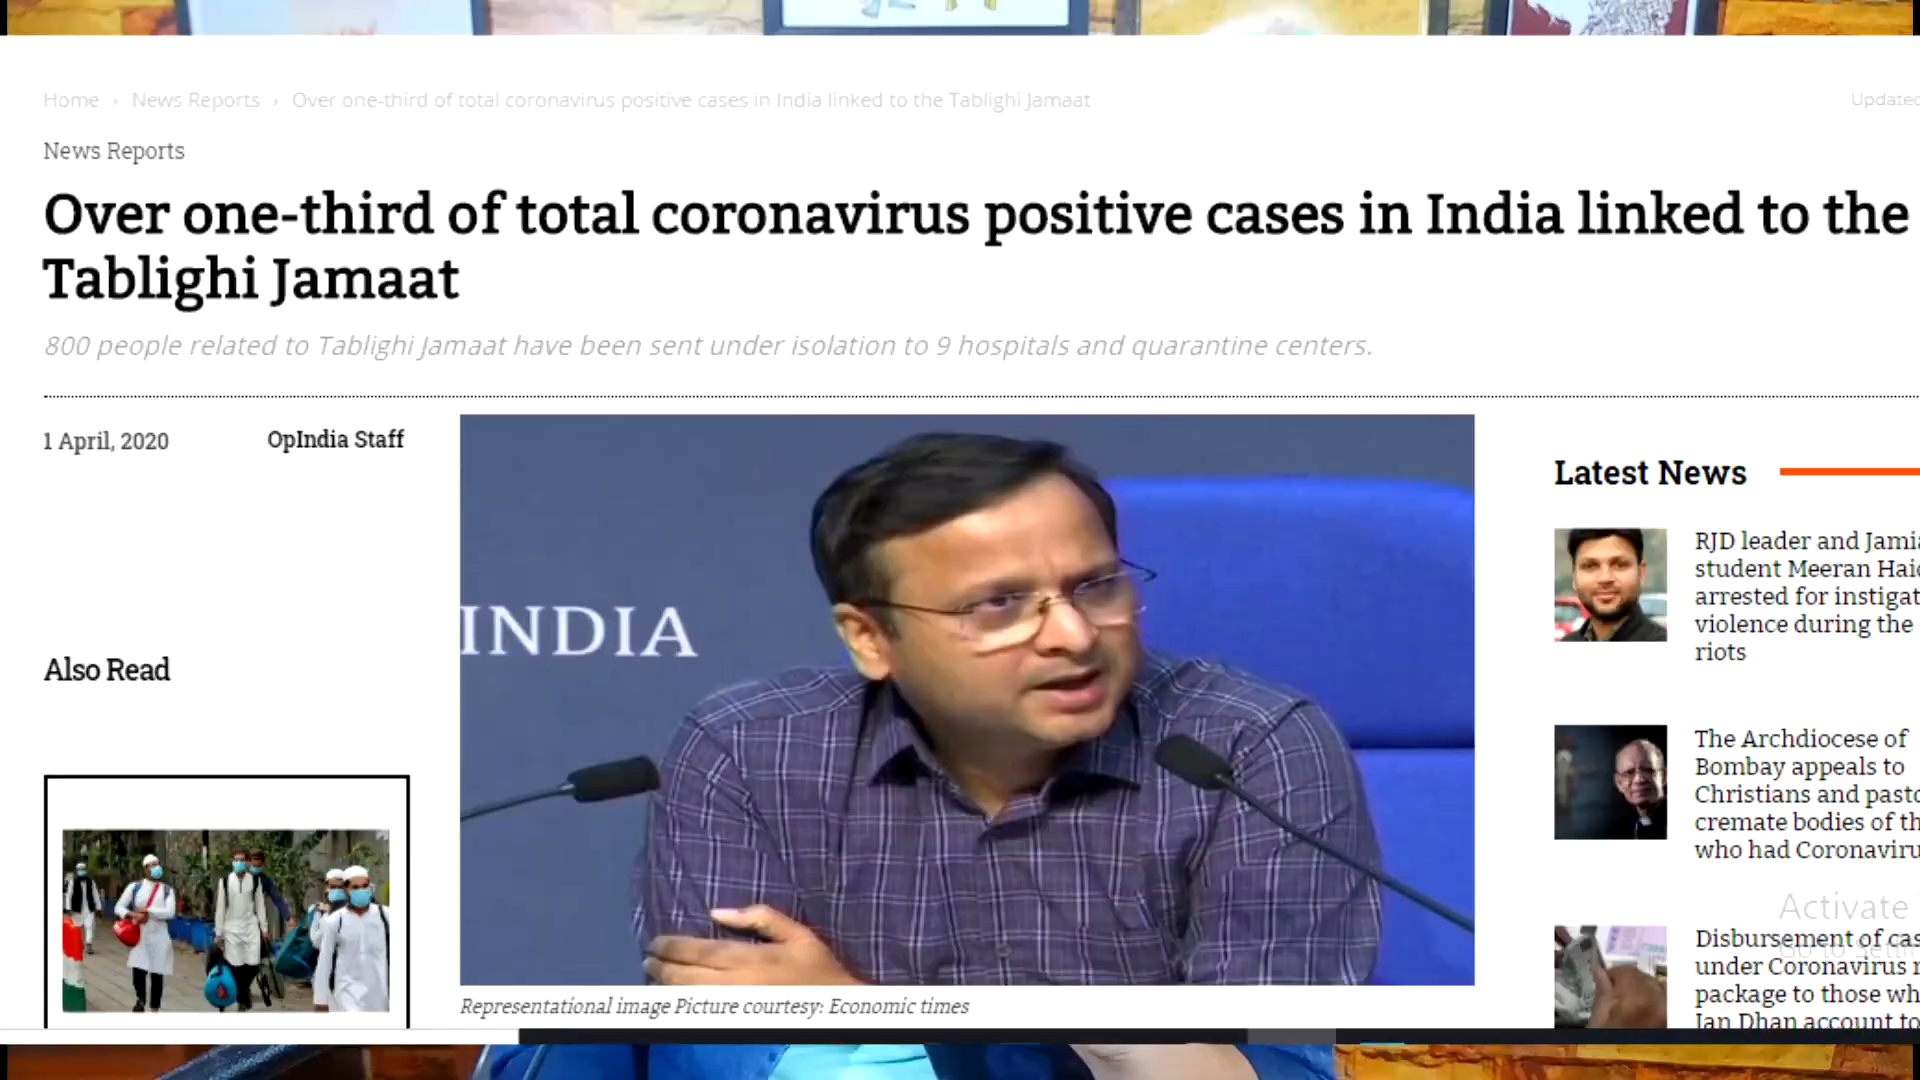 Home › News Reports › Over one-third of total coronavirus positive cases in India linked to the Tablighi Jamaat
Updated
News Reports
Over one-third of total coronavirus positive cases in India linked to the
Tablighi Jamaat
800 people related to Tablighi Jamaat have been sent under isolation to 9 hospitals and quarantine centers.
1 April, 2020
OpIndia Staff
Also Read
INDIA
Representational image Picture courtesy: Economic times
Latest News
RJD leader and Jamia
student Meeran Hai
arrested for instigat
violence during the
riots
The Archdiocese of
Bombay appeals to
Christians and pasto
cremate bodies of th
who had Coronaviru
Activate
Disbursement of cas
under Coronavirus r
package to those wh
Jan Dhan account to